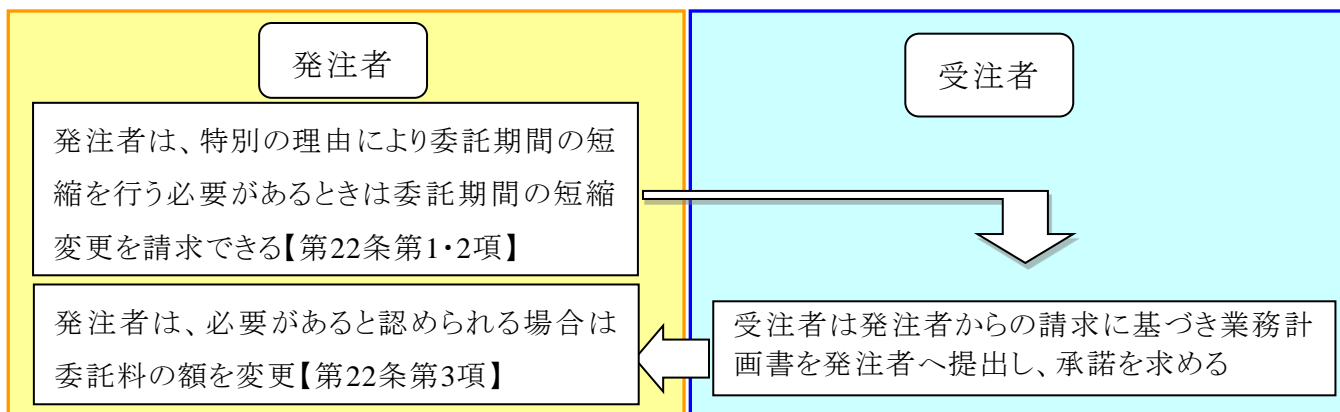 発注者
発注者は、特別の理由により委託期間の短
縮を行う必要があるときは委託期間の短縮
変更を請求できる【第22条第1・2項】
受注者
受注者は発注者からの請求に基づき業務計
画書を発注者へ提出し、承諾を求める
発注者は、必要があると認められる場合は
委託料の額を変更【第22条第3項】